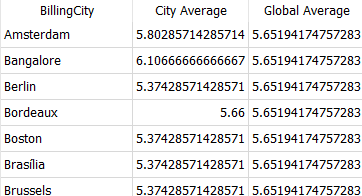 BillingCity City Average Global Average
Amsterdam 5.80285714285714 5.65194174757283
Bangalore 6.10666666666667 5.65194174757283
Berlin 5.37428571428571 5.65194174757283
Bordeaux 5.66 5.65194174757283
Boston 5.37428571428571 5.65194174757283
Brasília 5.37428571428571 5.65194174757283
Brussels 5.37428571428571 5.65194174757283